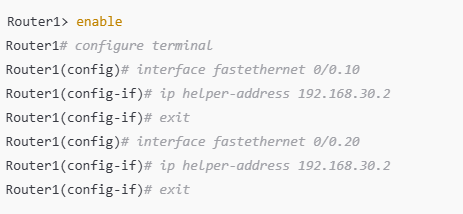 Router1> enable
Router1# configure terminal
Router1(config)# interface fastethernet 0/0.10
Router1(config-if)# ip helper-address 192.168.30.2
Router1(config-if)# exit
Router1(config)# interface fastethernet 0/0.20
Router1(config-if)# ip helper-address 192.168.30.2
Router1(config-if)# exit